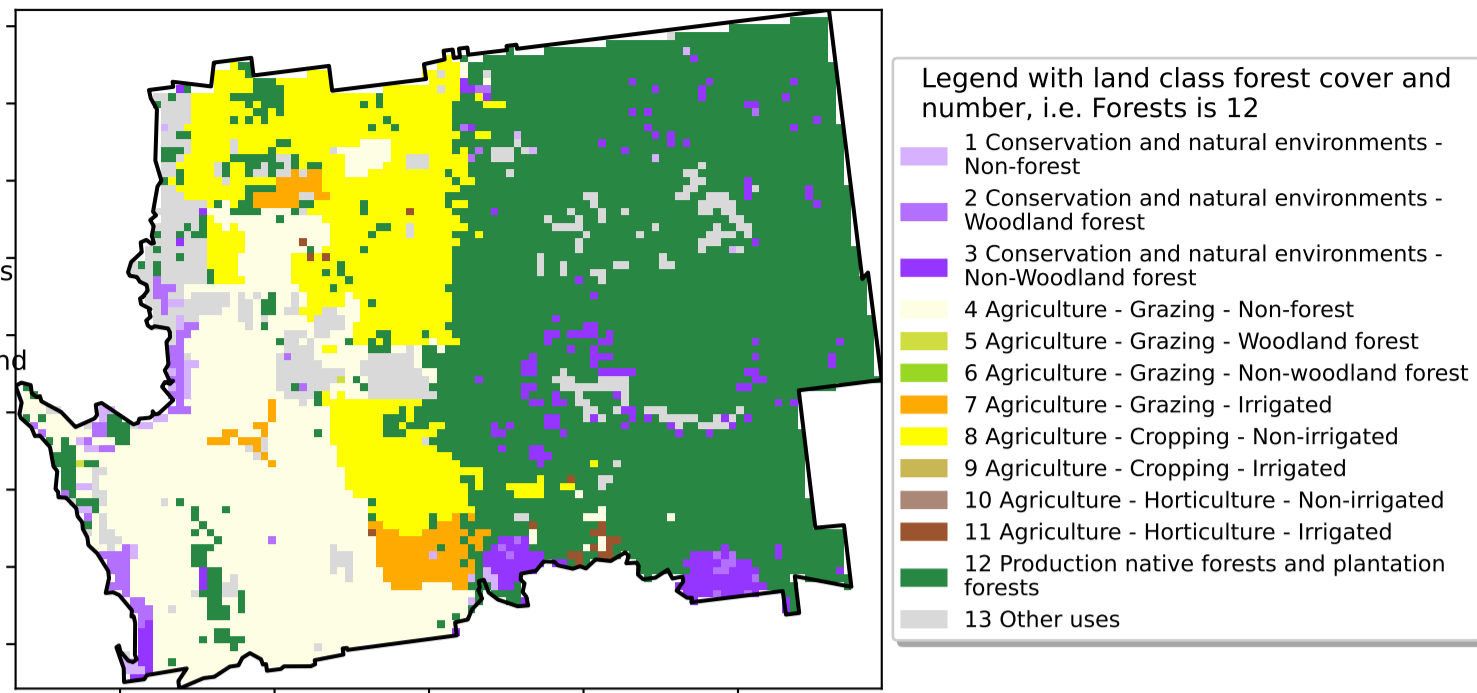 s
nd
Legend with land class forest cover and
number, i.e. Forests is 12
1 Conservation and natural environments -
Non-forest
2 Conservation and natural environments -
Woodland forest
3 Conservation and natural environments -
Non-Woodland forest
4 Agriculture - Grazing - Non-forest
5 Agriculture - Grazing - Woodland forest
6 Agriculture - Grazing - Non-woodland forest
7 Agriculture - Grazing - Irrigated
8 Agriculture - Cropping - Non-irrigated
9 Agriculture - Cropping - Irrigated
10 Agriculture - Horticulture - Non-irrigated
11 Agriculture - Horticulture - Irrigated
12 Production native forests and plantation
forests
13 Other uses